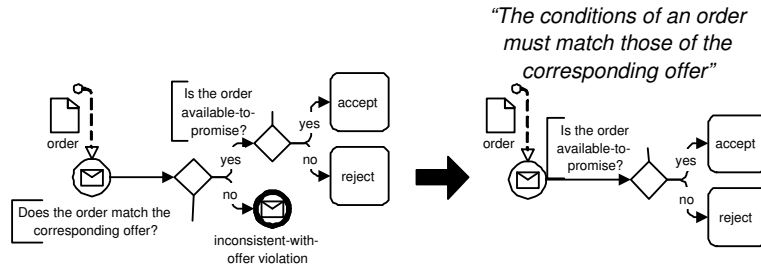 “The conditions of an order
must match those of the
corresponding offer”
Is the order
available-to-
promise?
accept
yes
order
yes
no
reject
no
Does the order match the
corresponding offer?
inconsistent-with-
offer violation
order
Is the order
available-to-
promise?
accept
yes
no
reject